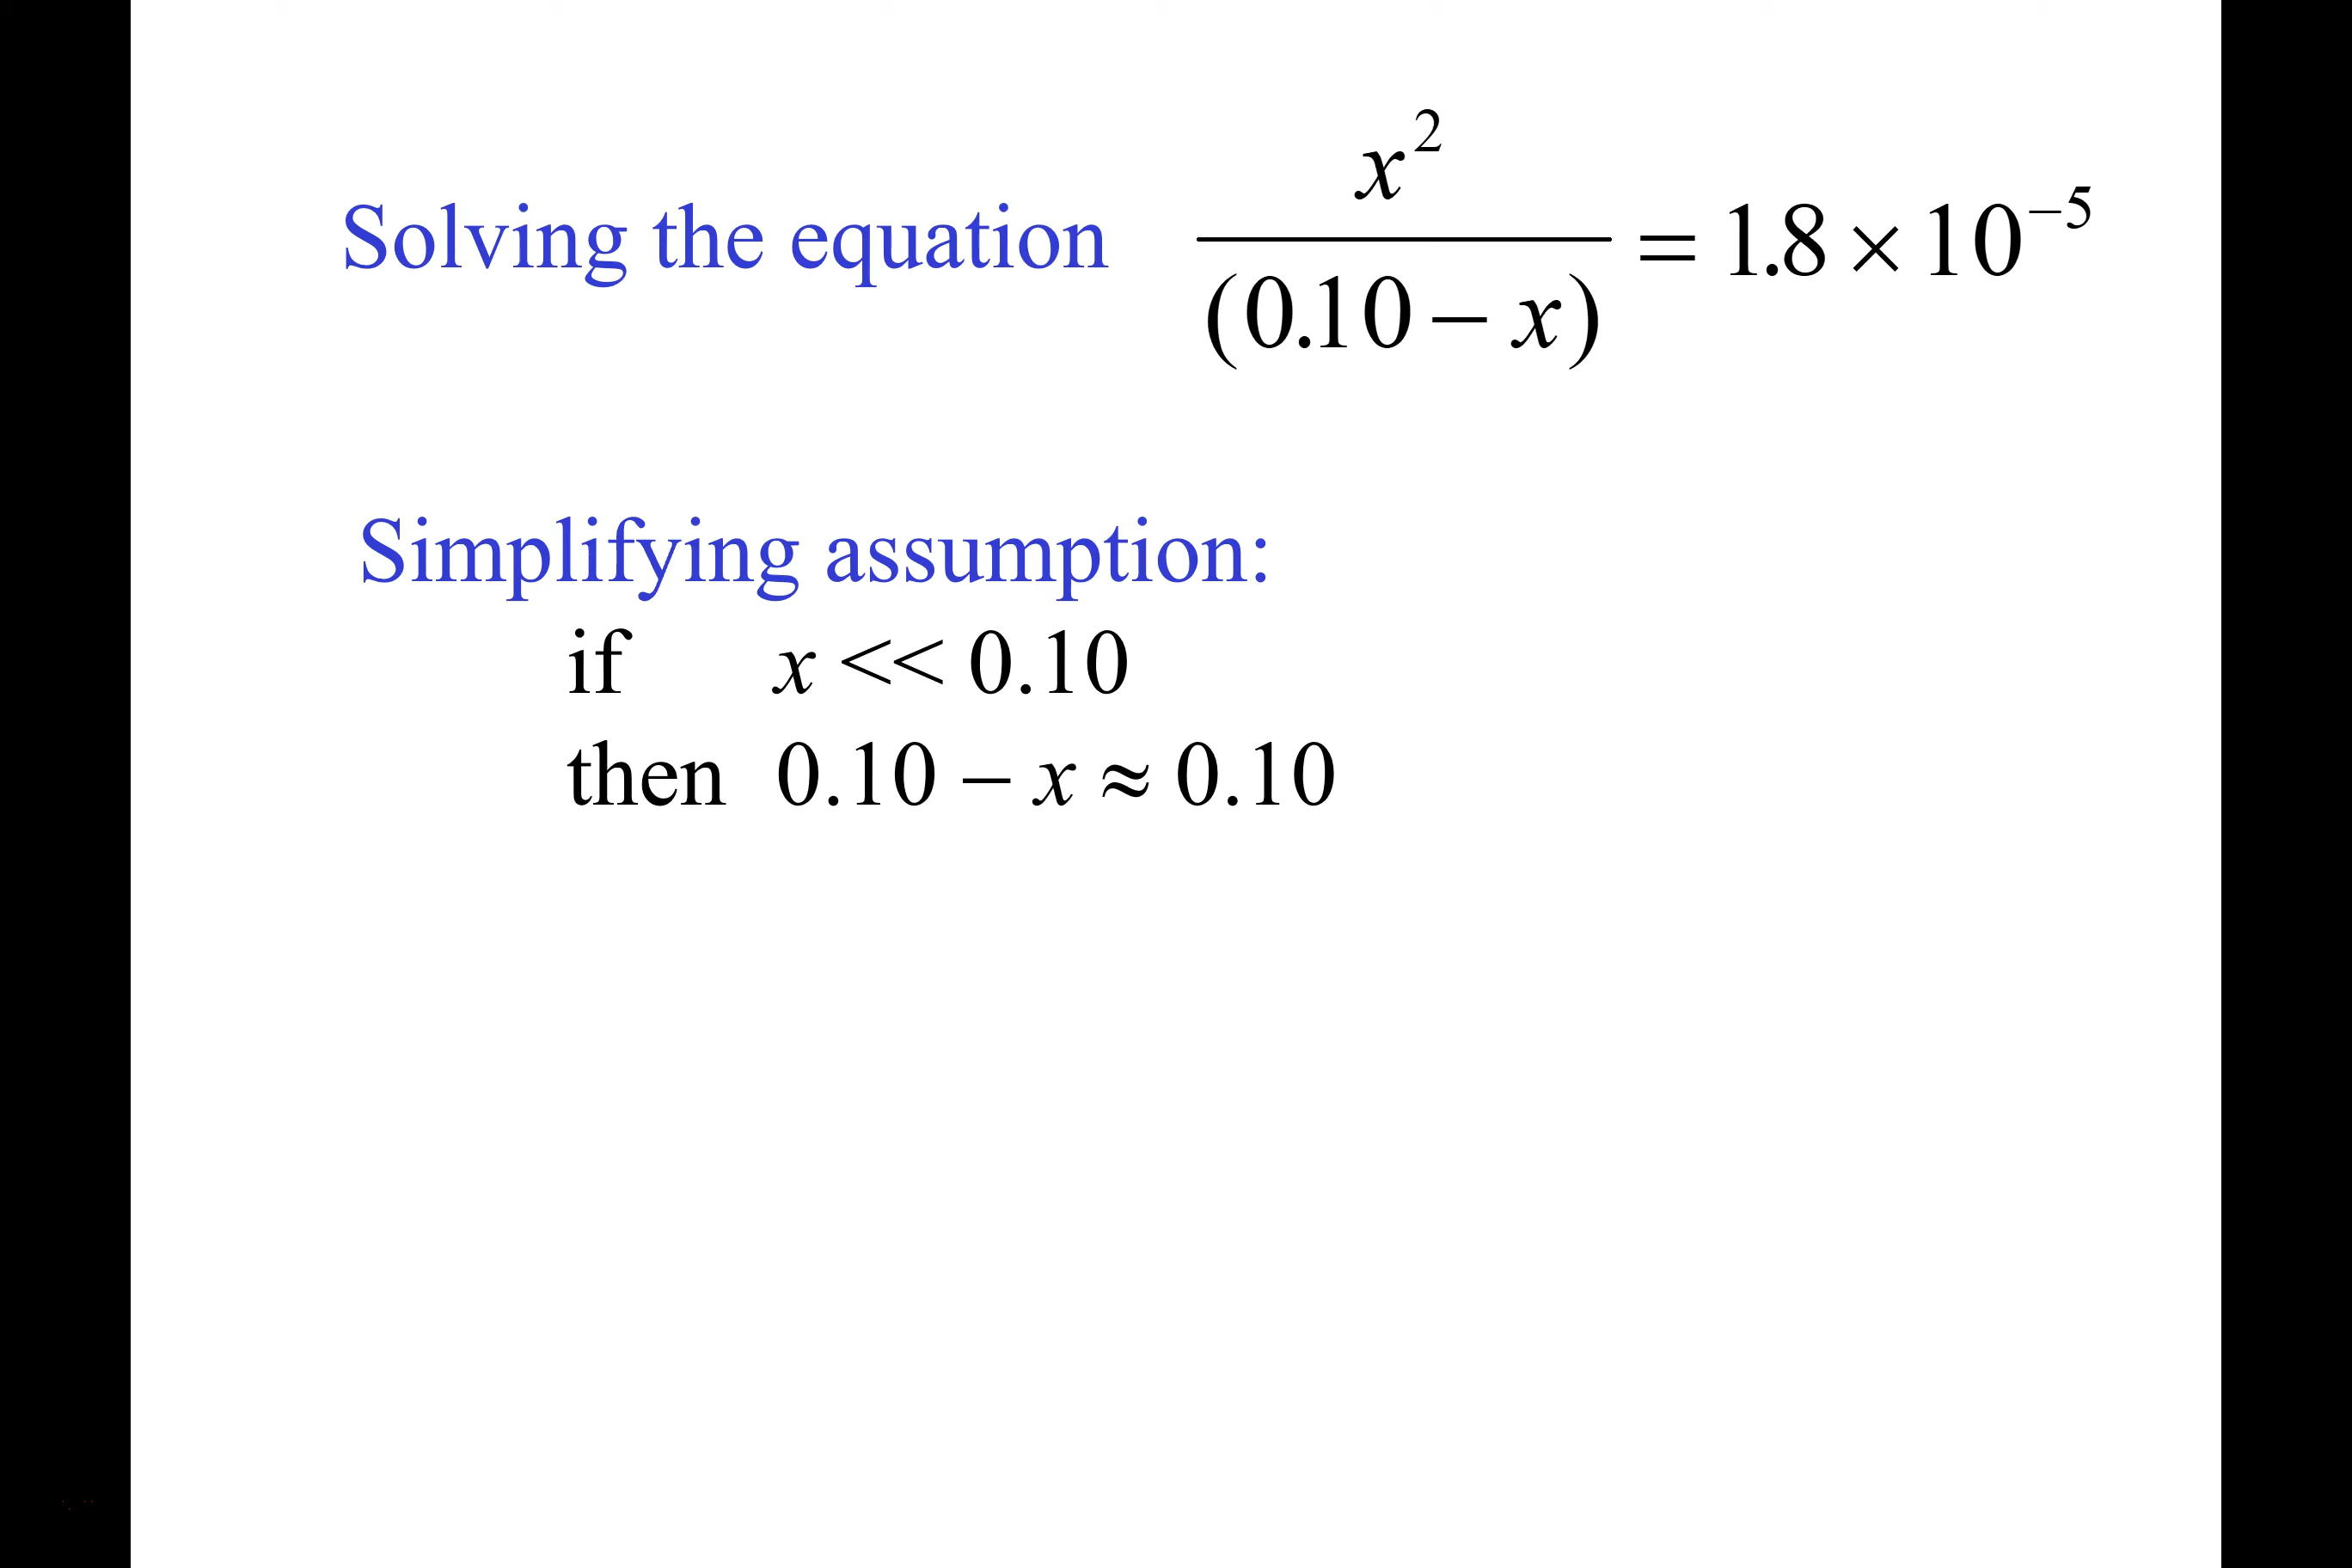 Solving the equation x² / (0.10 − x) = 1.8 × 10⁻⁵
Simplifying assumption:
if x << 0.10
then 0.10 − x ≈ 0.10